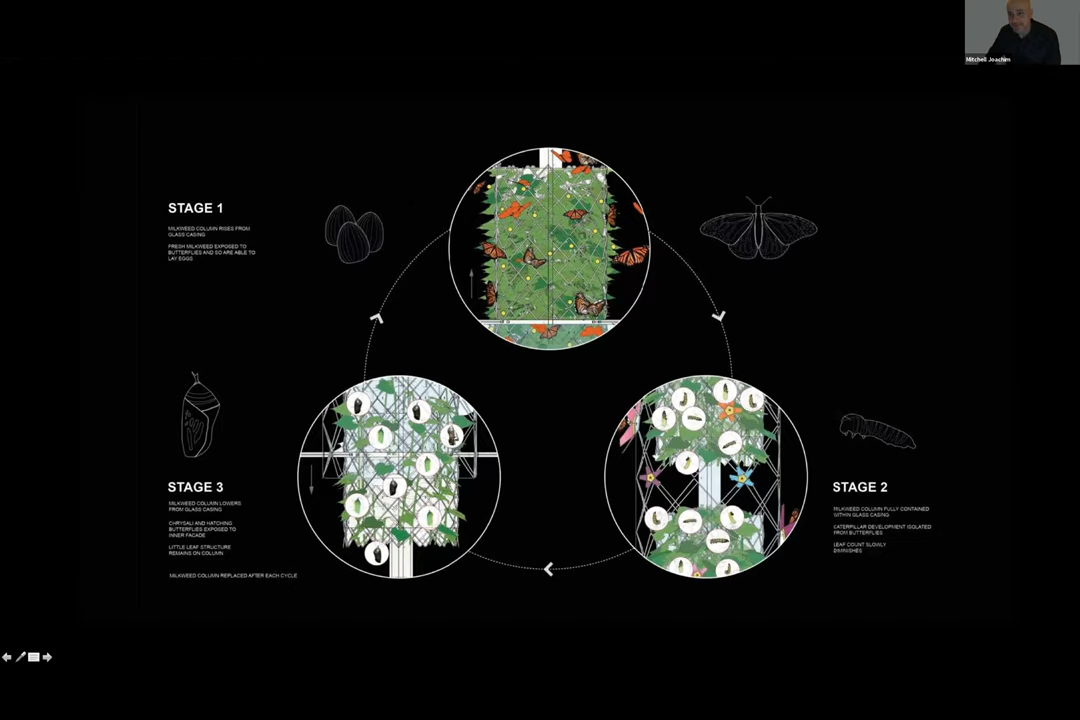 Mitchell Joachim
STAGE 1
MILKWEED COLUMN RISES FROM
GLASS CASING
FRESH MILKWEED EXPOSED TO
BUTTERFLIES AND SO ARE ABLE TO
LAY EGGS
STAGE 3
MILKWEED COLUMN LOWERS
FROM GLASS CASING
CHRYSALI AND HATCHING
BUTTERFLIES EXPOSED TO
INNER FACADE
LITTLE LEAF STRUCTURE
REMAINS ON COLUMN
MILKWEED COLUMN REPLACED AFTER EACH CYCLE
STAGE 2
MILKWEED COLUMN FULLY CONTAINED
WITHIN GLASS CASING
CATERPILLAR DEVELOPMENT ISOLATED
FROM BUTTERFLIES
LEAF COUNT SLOWLY
DIMINISHES